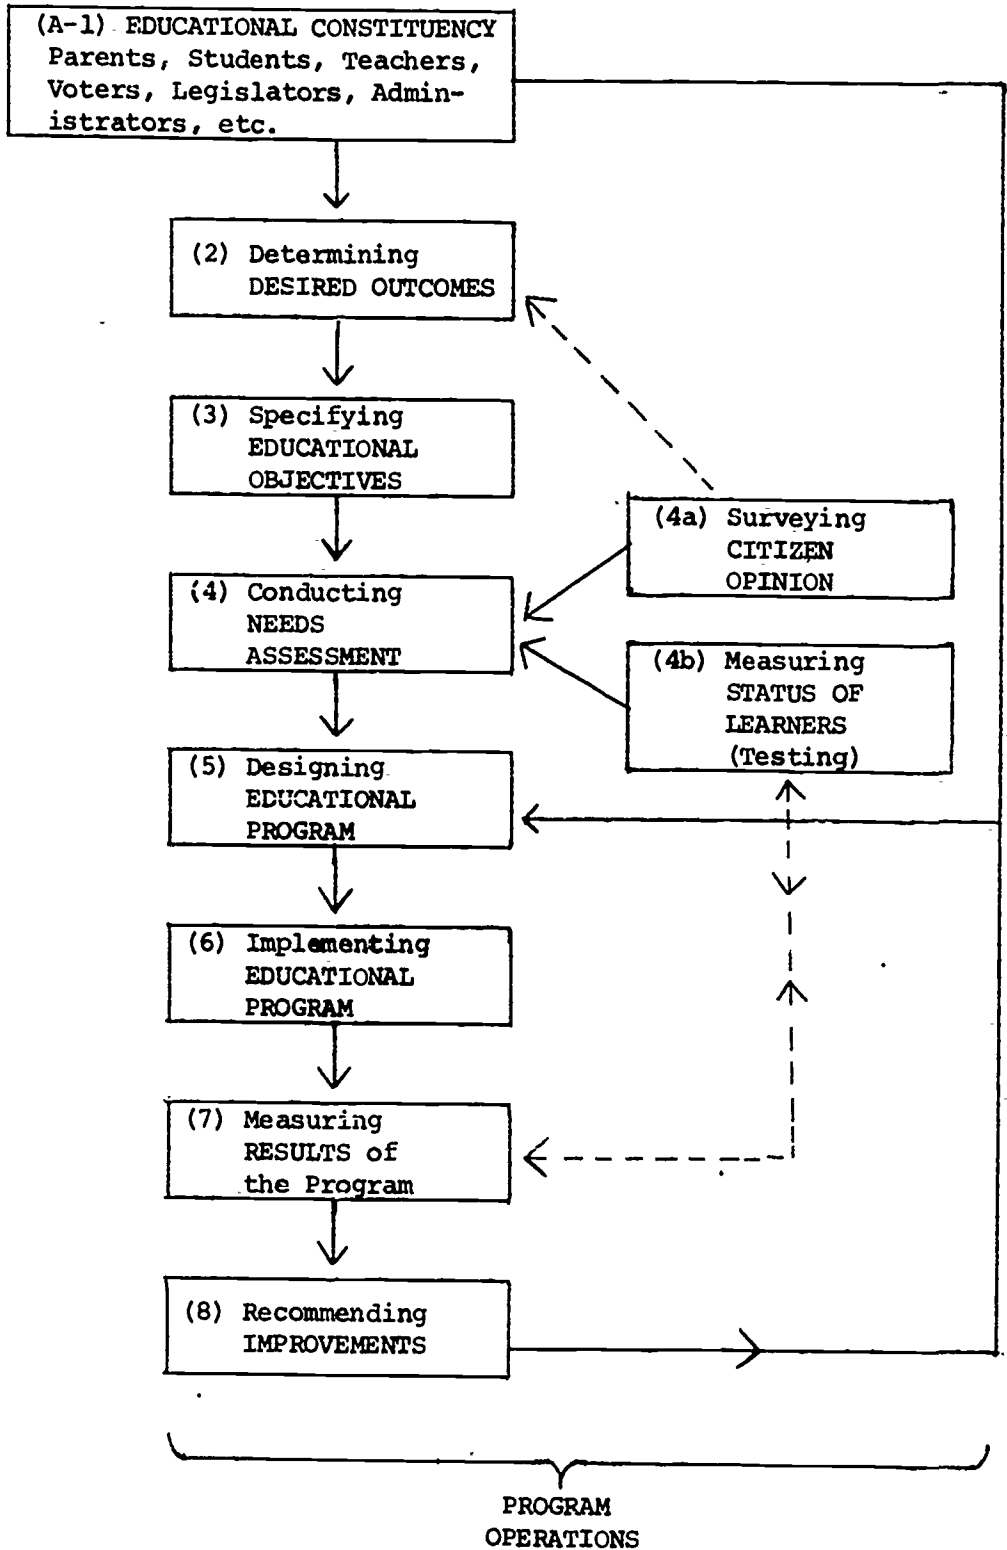 (A-1) EDUCATIONAL CONSTITUENCY
Parents, Students, Teachers,
Voters, Legislators, Admin-
istrators, etc.
(2) Determining
DESIRED OUTCOMES
(3) Specifying
EDUCATIONAL
OBJECTIVES
(4a) Surveying
CITIZEN
OPINION
(4) Conducting
NEEDS
ASSESSMENT
(4b) Measuring
STATUS OF
LEARNERS
(Testing)
(5) Designing
EDUCATIONAL
PROGRAM
(6) Implementing
EDUCATIONAL
PROGRAM
(7) Measuring
RESULTS of
the Program
(8) Recommending
IMPROVEMENTS
PROGRAM
OPERATIONS